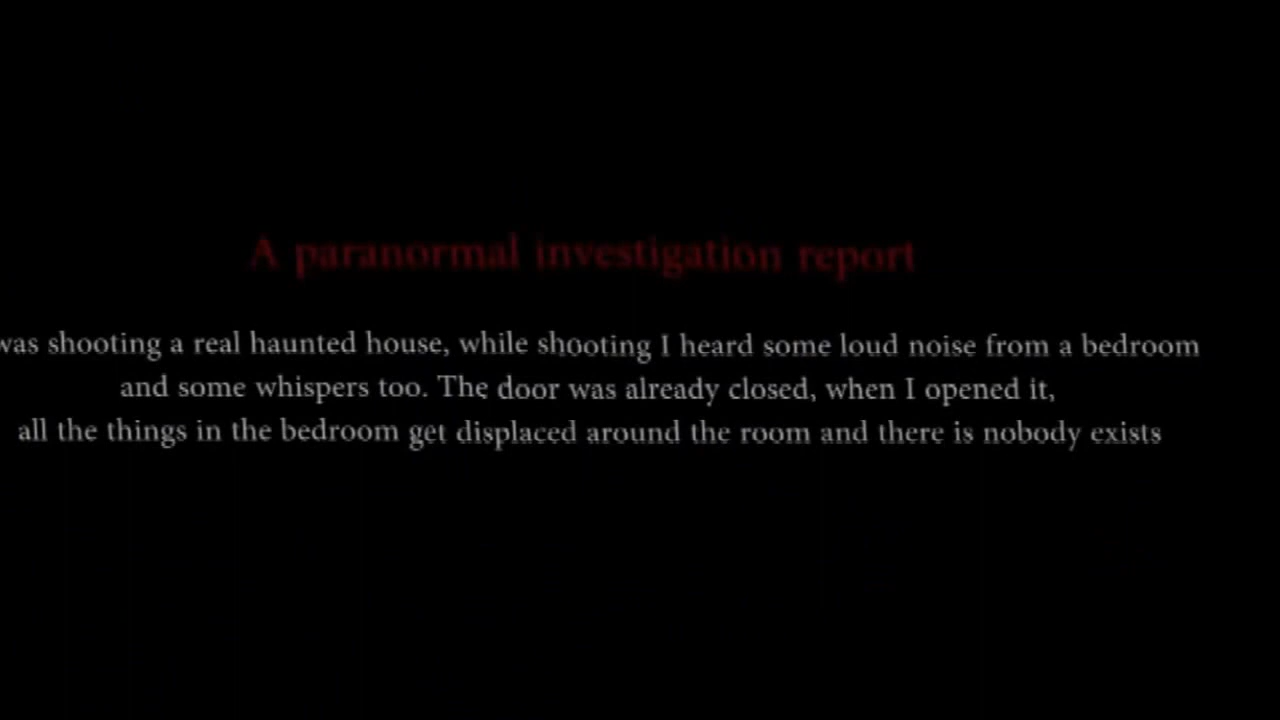 A paranormal investigation report
was shooting a real haunted house, while shooting I heard some loud noise from a bedroom
and some whispers too. The door was already closed, when I opened it,
all the things in the bedroom get displaced around the room and there is nobody exists